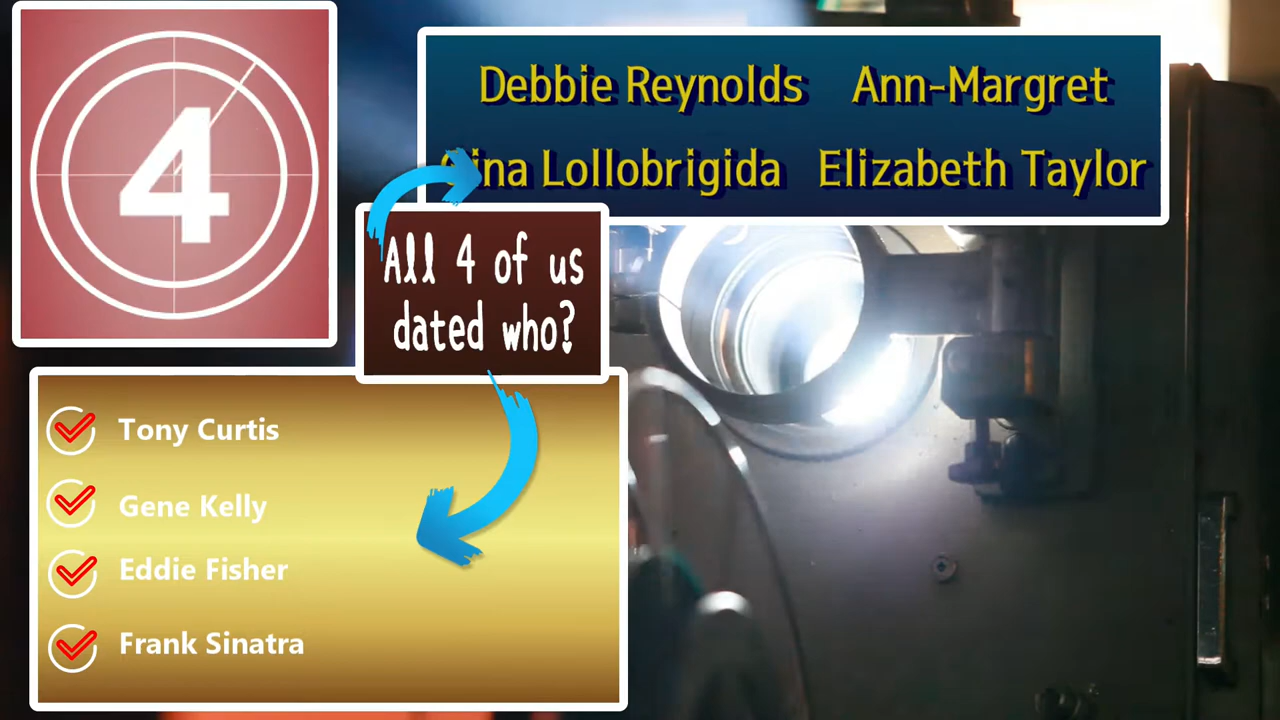 4
Debbie Reynolds Ann-Margret
Gina Lollobrigida Elizabeth Taylor
All 4 of us
dated who?
Tony Curtis
Gene Kelly
Eddie Fisher
Frank Sinatra